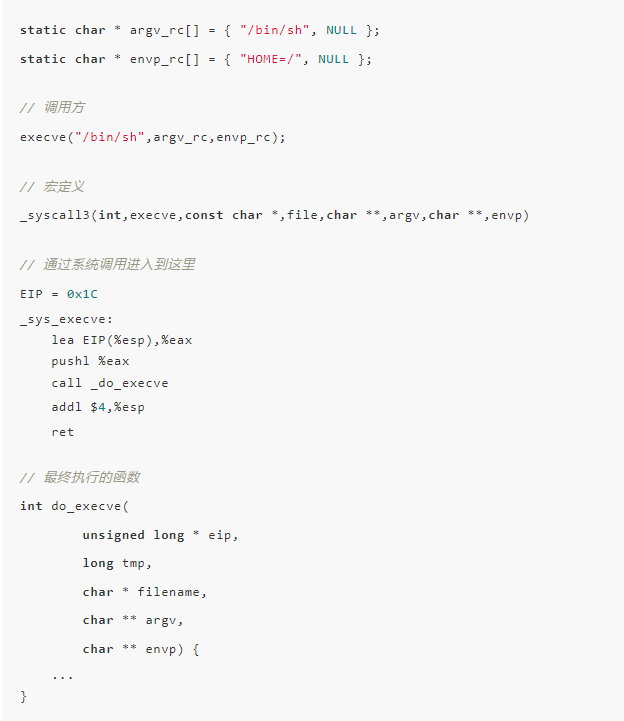 static char * argv_rc[] = { "/bin/sh", NULL };
static char * envp_rc[] = { "HOME=/", NULL };
// 调用方
execve("/bin/sh",argv_rc,envp_rc);
// 宏定义
_syscall3(int,execve,const char *,file,char **,argv,char **,envp)
// 通过系统调用进入到这里
EIP = 0x1C
_sys_execve:
    lea EIP(%esp),%eax
    pushl %eax
    call _do_execve
    addl $4,%esp
    ret
// 最终执行的函数
int do_execve(
        unsigned long * eip,
        long tmp,
        char * filename,
        char ** argv,
        char ** envp) {
    ...
}